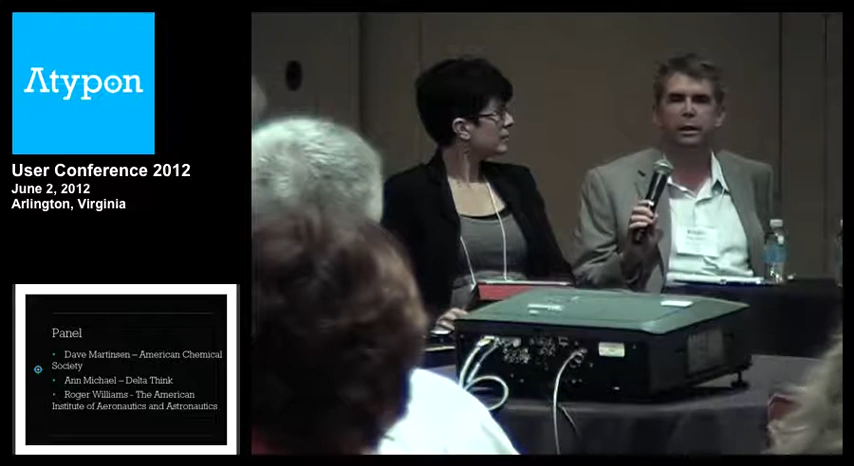 Atypon
User Conference 2012
June 2, 2012
Arlington, Virginia
Panel
• Dave Martinsen – American Chemical
Society
• Ann Michael – Delta Think
• Roger Williams - The American
Institute of Aeronautics and Astronautics